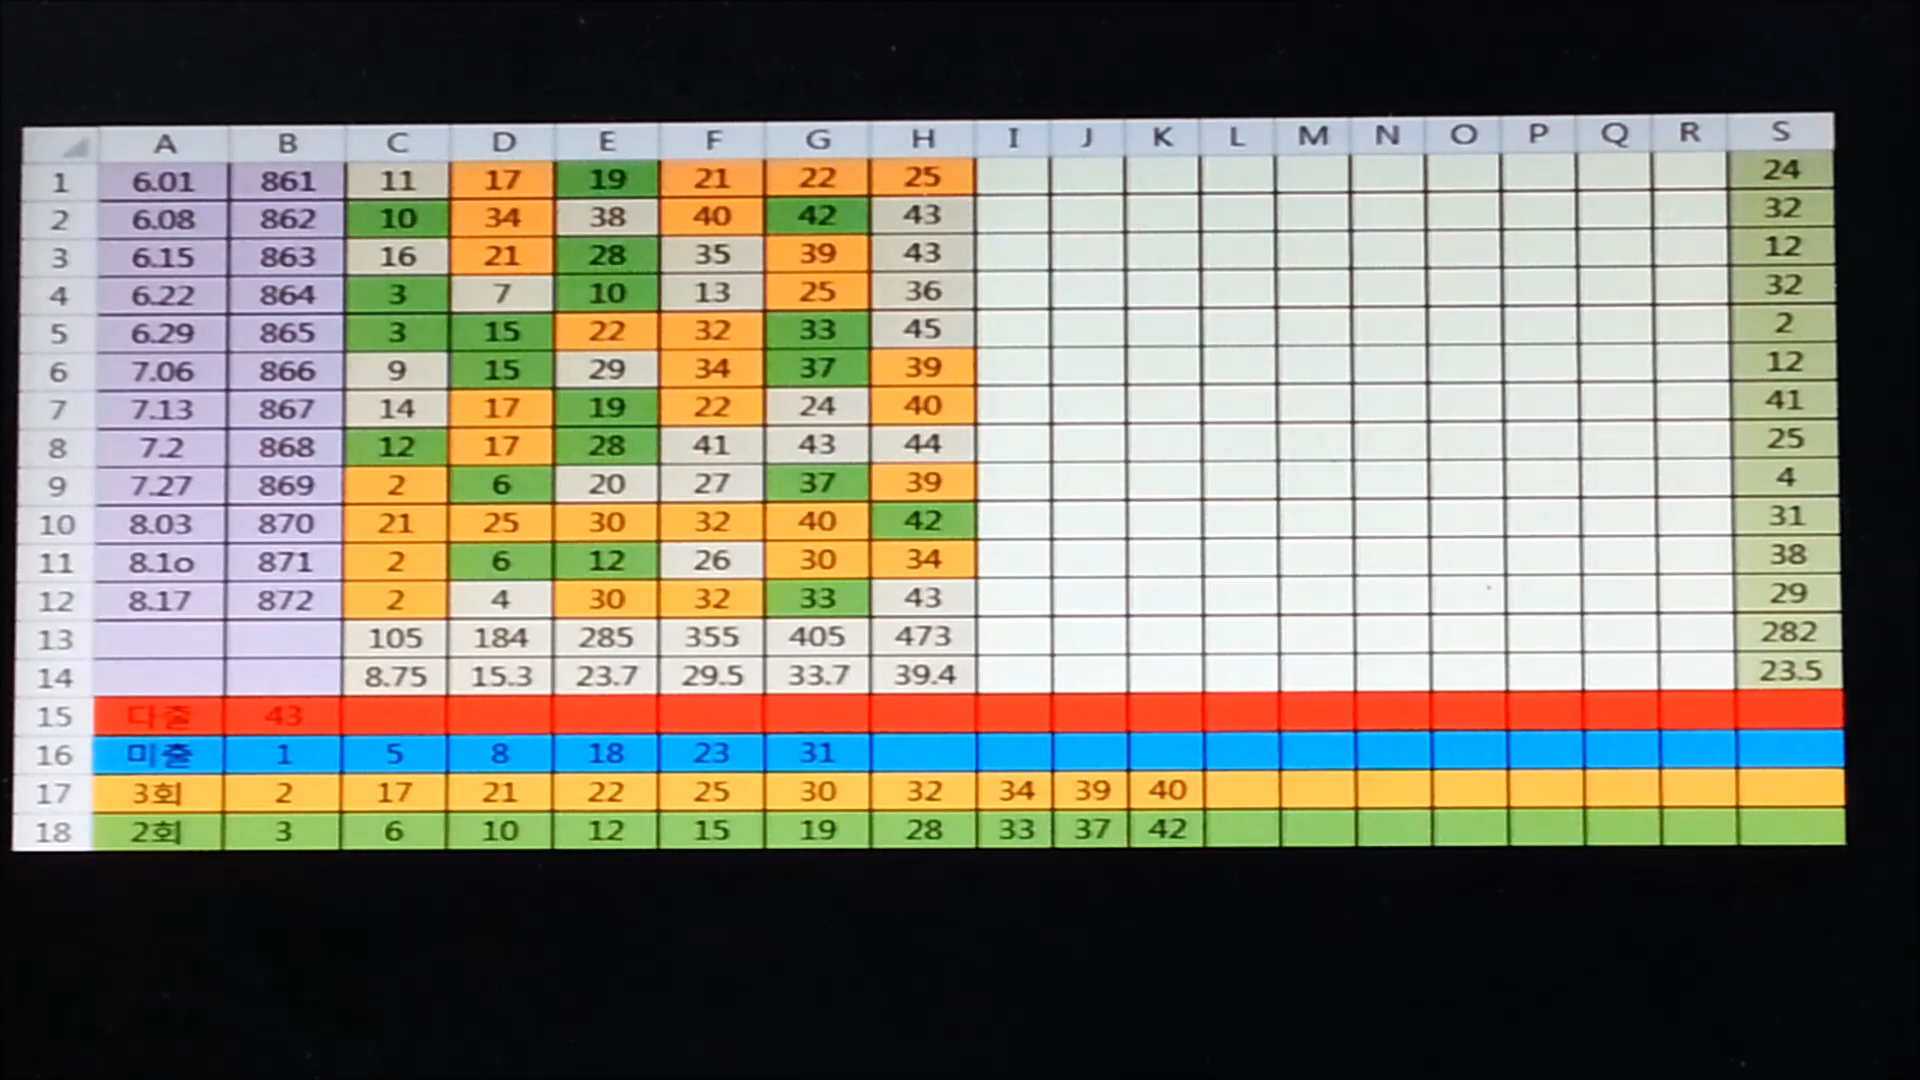 A B C D E F G H I J K L M N O P Q R S
1 6.01 861 11 17 19 21 22 25 24
2 6.08 862 10 34 38 40 42 43 32
3 6.15 863 16 21 28 35 39 43 12
4 6.22 864 3 7 10 13 25 36 32
5 6.29 865 3 15 22 32 33 45 2
6 7.06 866 9 15 29 34 37 39 12
7 7.13 867 14 17 19 22 24 40 41
8 7.2 868 12 17 28 41 43 44 25
9 7.27 869 2 6 20 27 37 39 4
10 8.03 870 21 25 30 32 40 42 31
11 8.1o 871 2 6 12 26 30 34 38
12 8.17 872 2 4 30 32 33 43 29
13 105 184 285 355 405 473 282
14 8.75 15.3 23.7 29.5 33.7 39.4 23.5
15 다출 43
16 미출 1 5 8 18 23 31
17 3회 2 17 21 22 25 30 32 34 39 40
18 2회 3 6 10 12 15 19 28 33 37 42